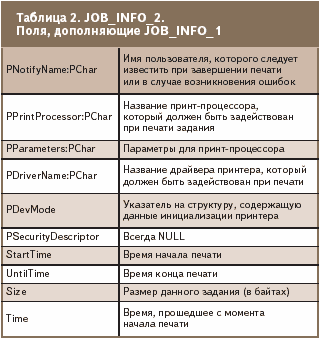 Таблица 2. JOB_INFO_2.
Поля, дополняющие JOB_INFO_1
PNotifyName:PChar
Имя пользователя, которого следует
известить при завершении печати
или в случае возникновения ошибок
PPrintProcessor:PChar
Название принт-процессора,
который должен быть задействован
при печати задания
PParameters:PChar
Параметры для принт-процессора
PDriverName:PChar
Название драйвера принтера, который
должен быть задействован при печати
PDevMode
Указатель на структуру, содержащую
данные инициализации принтера
PSecurityDescriptor
Всегда NULL
StartTime
Время начала печати
UntilTime
Время конца печати
Size
Размер данного задания (в байтах)
Time
Время, прошедшее с момента
начала печати